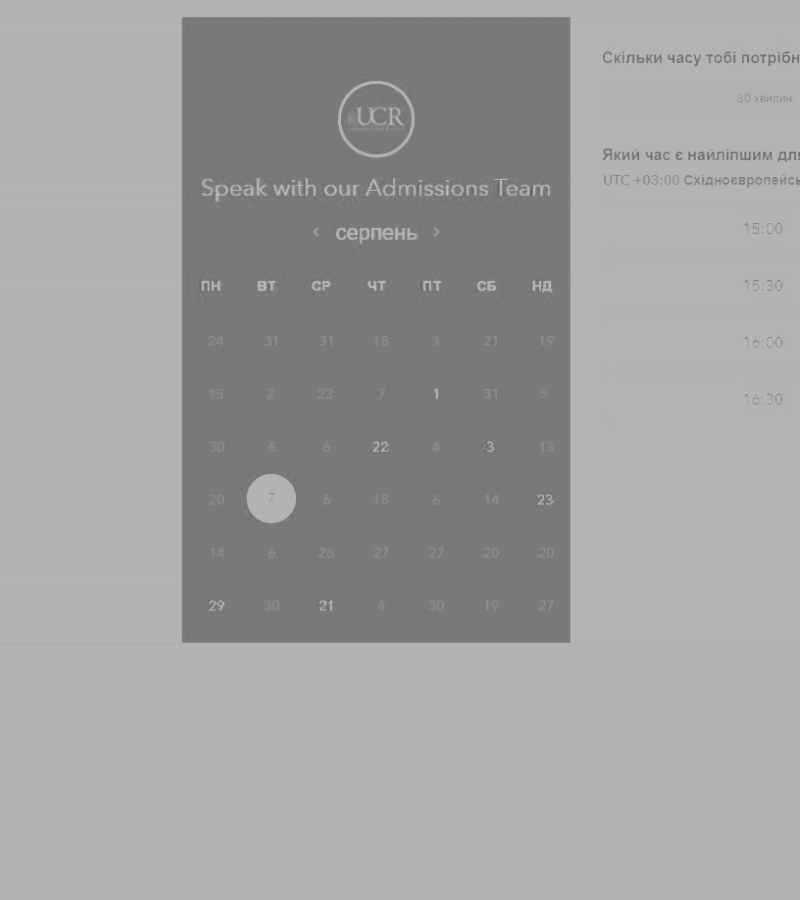 UCR
Speak with our Admissions Team
серпень
ПН ВТ СР ЧТ ПТ СБ НД
24 31 31 18 3 21 19
15 2 23 7 1 31 5
30 6 6 22 4 3 13
20 7 6 18 6 14 23
14 6 26 27 27 20 20
29 30 21 4 30 19 27
Скільки часу тобі
30 хвилин
Який час є найліпшим
UTC +03:00
15:00
15:30
16:00
16:30